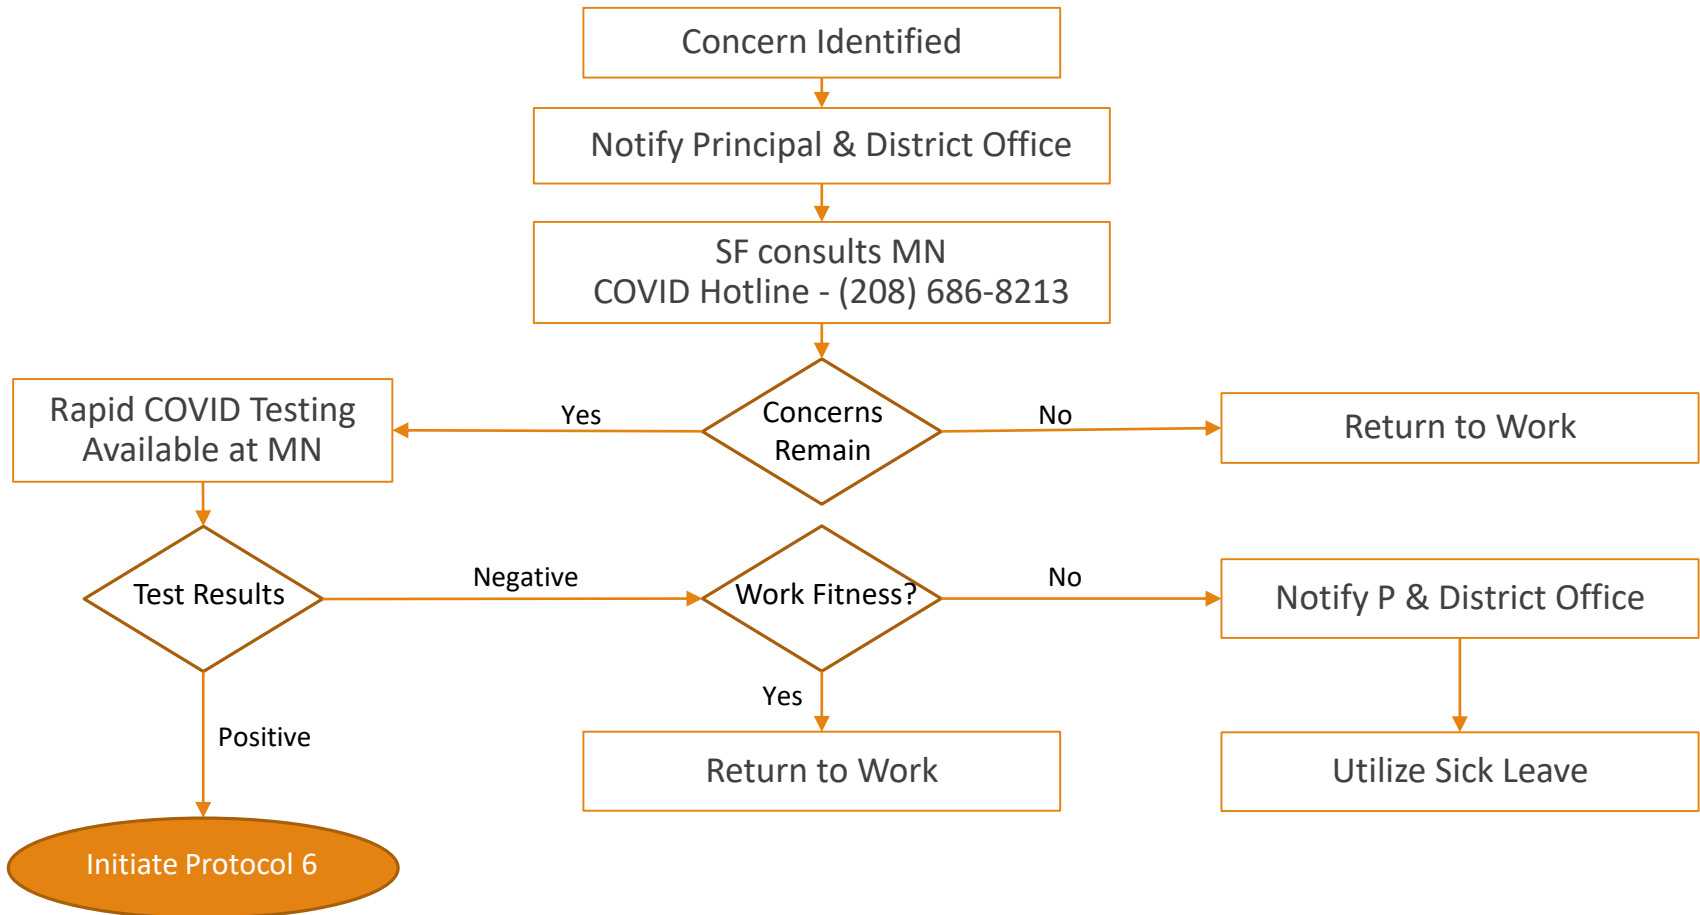 Concern Identified
Notify Principal & District Office
SF consults MN
COVID Hotline - (208) 686-8213
Rapid COVID Testing
Available at MN
Yes
Concerns
Remain
No
Return to Work
Test Results
Negative
Work Fitness?
No
Notify P & District Office
Yes
Positive
Return to Work
Utilize Sick Leave
Initiate Protocol 6